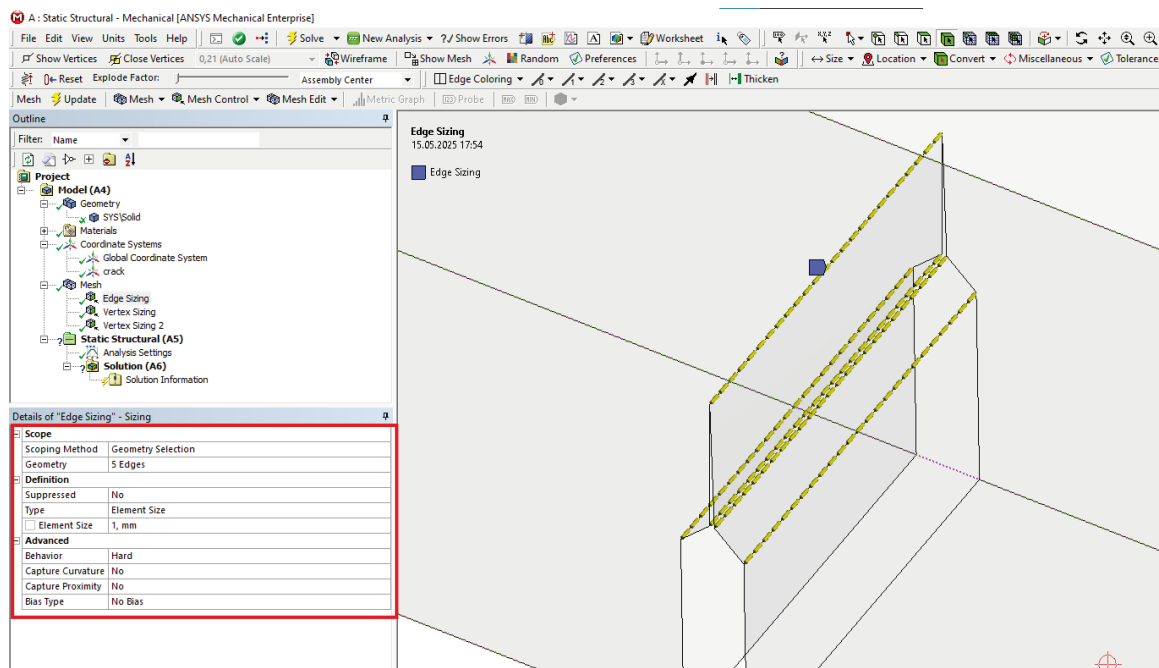 A : Static Structural - Mechanical [ANSYS Mechanical Enterprise]
File Edit View Units Tools Help Solve New Analysis ?/ Show Errors Worksheet
Show Vertices Close Vertices 0,21 (Auto Scale) Wireframe Show Mesh Random Preferences Size Location Convert Miscellaneous Tolerance
Reset Explode Factor: Assembly Center Edge Coloring Thicken
Mesh Update Mesh Mesh Control Mesh Edit Metric Graph Probe
Outline
Filter: Name
Project
Model (A4)
Geometry
SYS\Solid
Materials
Coordinate Systems
Global Coordinate System
crack
Mesh
Edge Sizing
Vertex Sizing
Vertex Sizing 2
Static Structural (A5)
Analysis Settings
Solution (A6)
Solution Information
Details of "Edge Sizing" - Sizing
Scope
Scoping Method Geometry Selection
Geometry 5 Edges
Definition
Suppressed No
Type Element Size
Element Size 1, mm
Advanced
Behavior Hard
Capture Curvature No
Capture Proximity No
Bias Type No Bias
Edge Sizing
15.05.2025 17:54
Edge Sizing